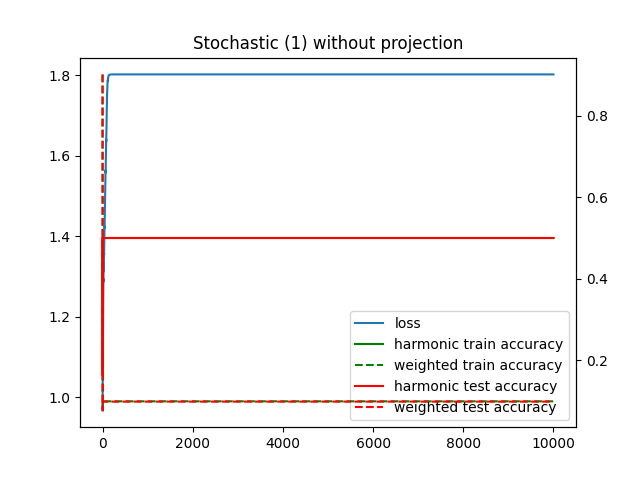 Stochastic (1) without projection
1.8
1.6
1.4
1.2
1.0
0.8
0.6
0.4
0.2
loss
harmonic train accuracy
weighted train accuracy
harmonic test accuracy
weighted test accuracy
0 2000 4000 6000 8000 10000